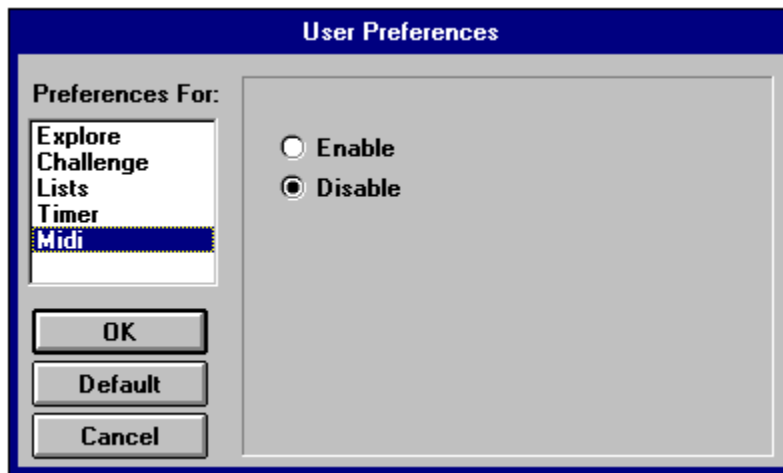 User Preferences
Preferences For:
Explore
Challenge
Lists
Timer
Midi
OK
Default
Cancel
Enable
Disable